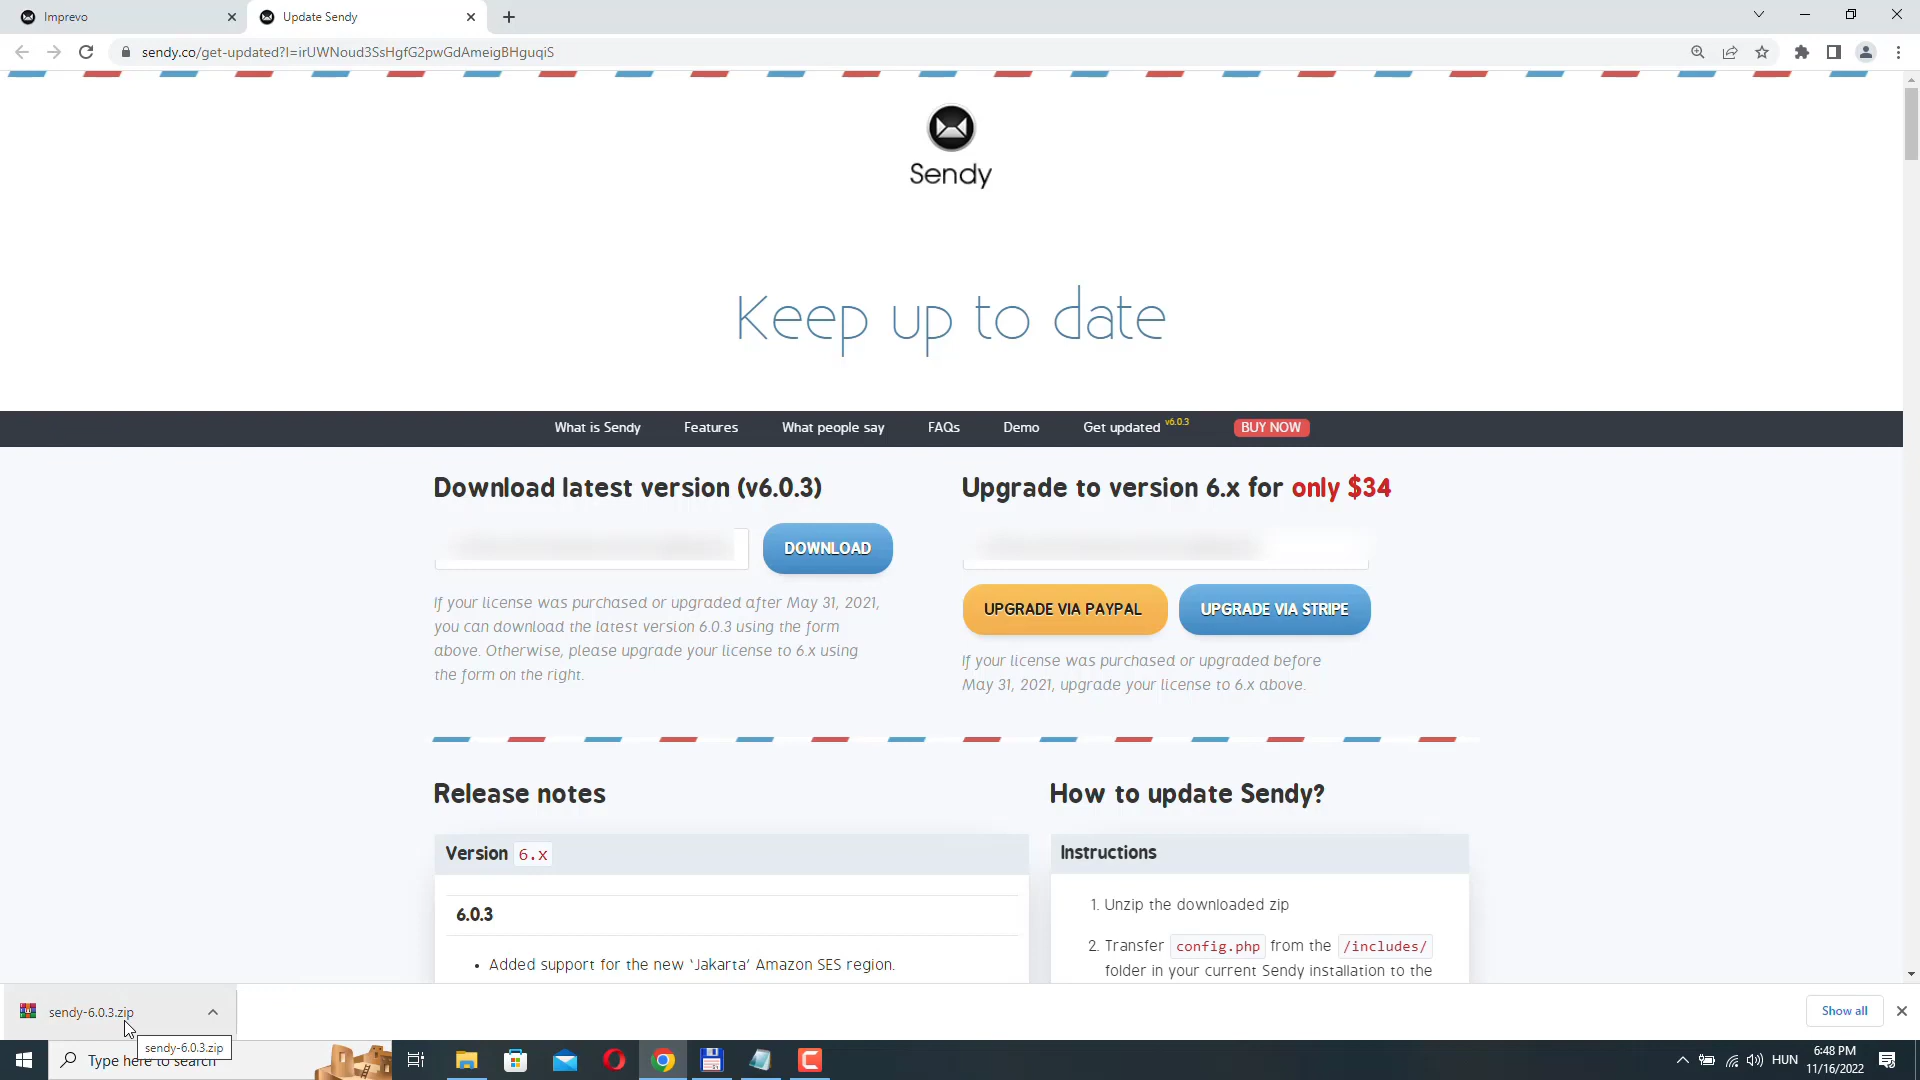 Imprevo
Update Sendy
sendy.co/get-updated?l=irUWNoud3SsHgfG2pwGdAmeigBHguqiS
Sendy
Keep up to date
What is Sendy
Features
What people say
FAQs
Demo
Get updated v6.0.3
BUY NOW
Download latest version (v6.0.3)
DOWNLOAD
If your license was purchased or upgraded after May 31, 2021,
you can download the latest version 6.0.3 using the form
above. Otherwise, please upgrade your license to 6.x using
the form on the right.
Upgrade to version 6.x for only $34
UPGRADE VIA PAYPAL
UPGRADE VIA STRIPE
If your license was purchased or upgraded before
May 31, 2021, upgrade your license to 6.x above.
Release notes
Version 6.x
6.0.3
• Added support for the new ‘Jakarta’ Amazon SES region.
How to update Sendy?
Instructions
1. Unzip the downloaded zip
2. Transfer config.php from the /includes/
folder in your current Sendy installation to the
sendy-6.0.3.zip
Show all
sendy-6.0.3.zip
Type here to search
HUN
6:48 PM
11/16/2022